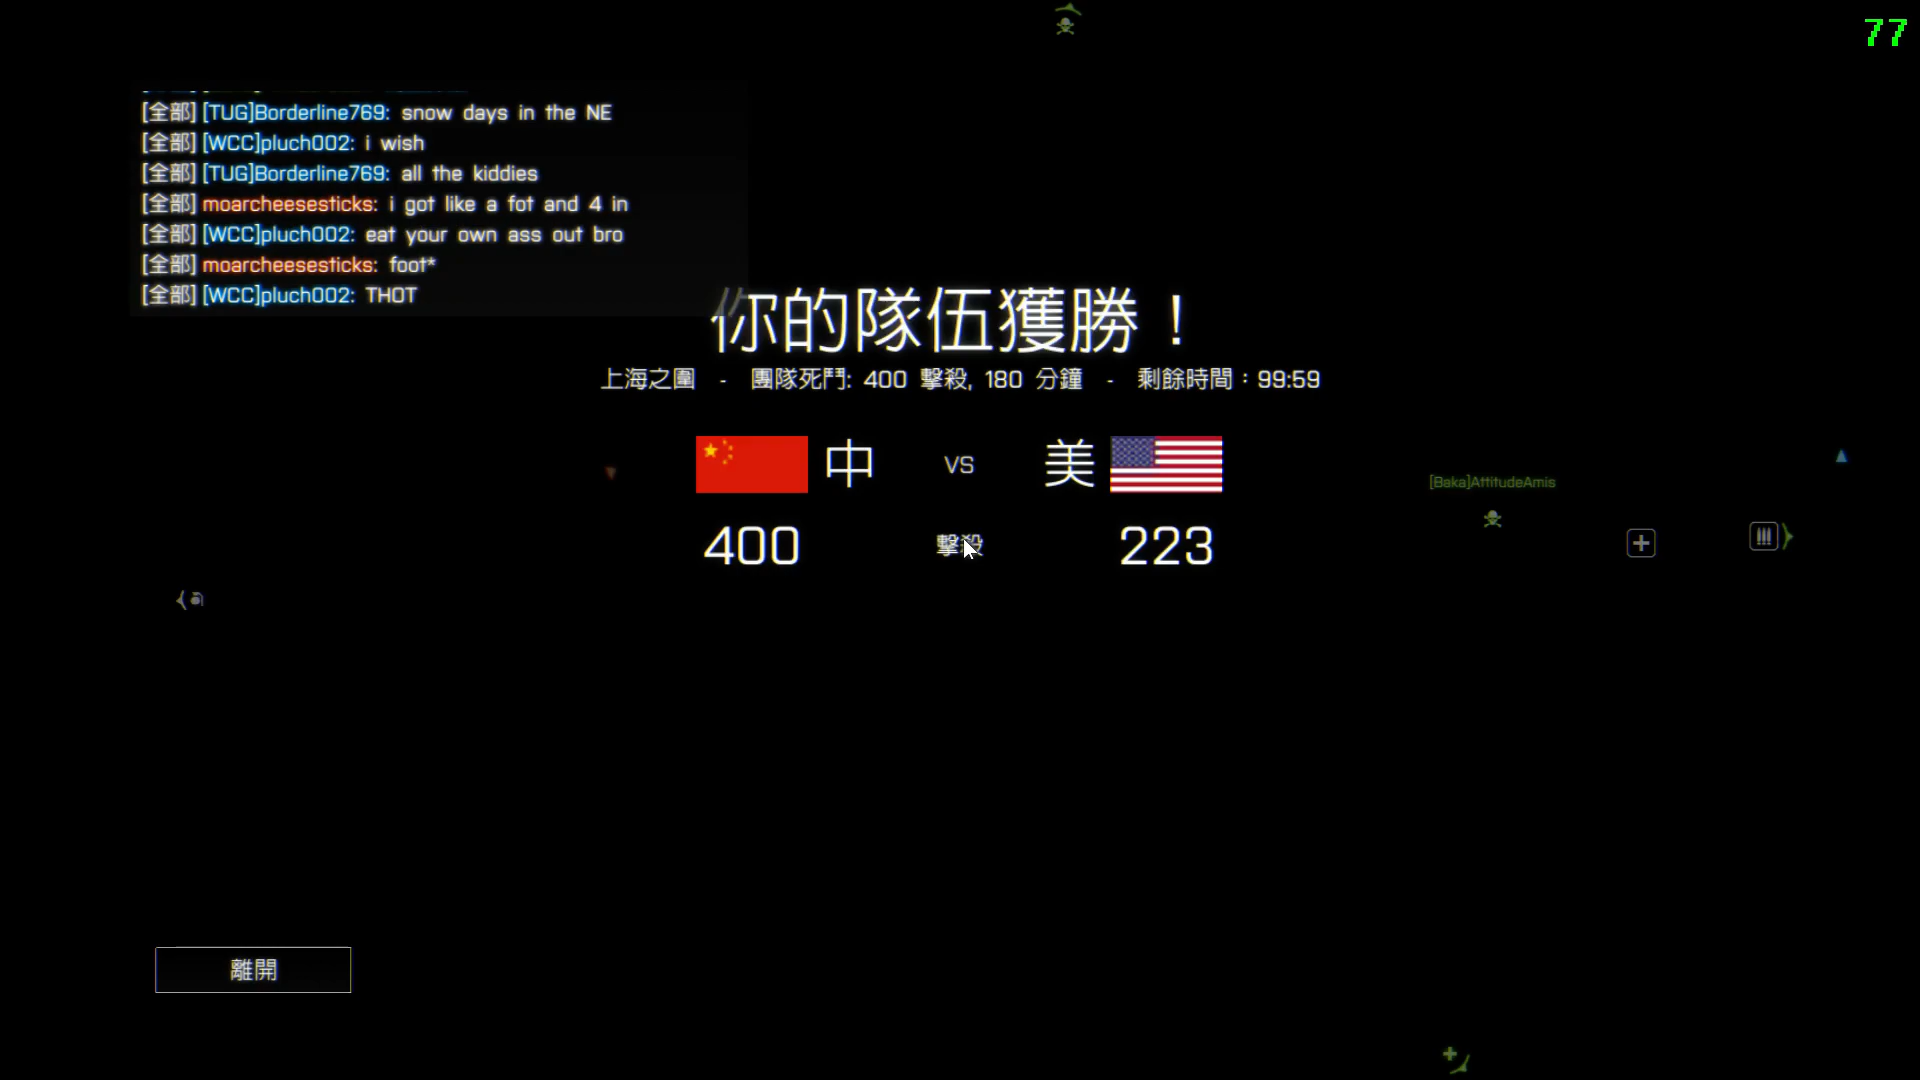 77
[全部] [TUG]Borderline769: snow days in the NE
[全部] [WCC]pluch002: i wish
[全部] [TUG]Borderline769: all the kiddies
[全部] moarcheesesticks: i got like a fot and 4 in
[全部] [WCC]pluch002: eat your own ass out bro
[全部] moarcheesesticks: foot*
[全部] [WCC]pluch002: THOT
你的隊伍獲勝！
上海之圍 - 團隊死鬥: 400 擊殺, 180 分鐘 - 剩餘時間：99:59
中 VS 美
[Baka]AttitudeAmis
400 擊殺 223
離開